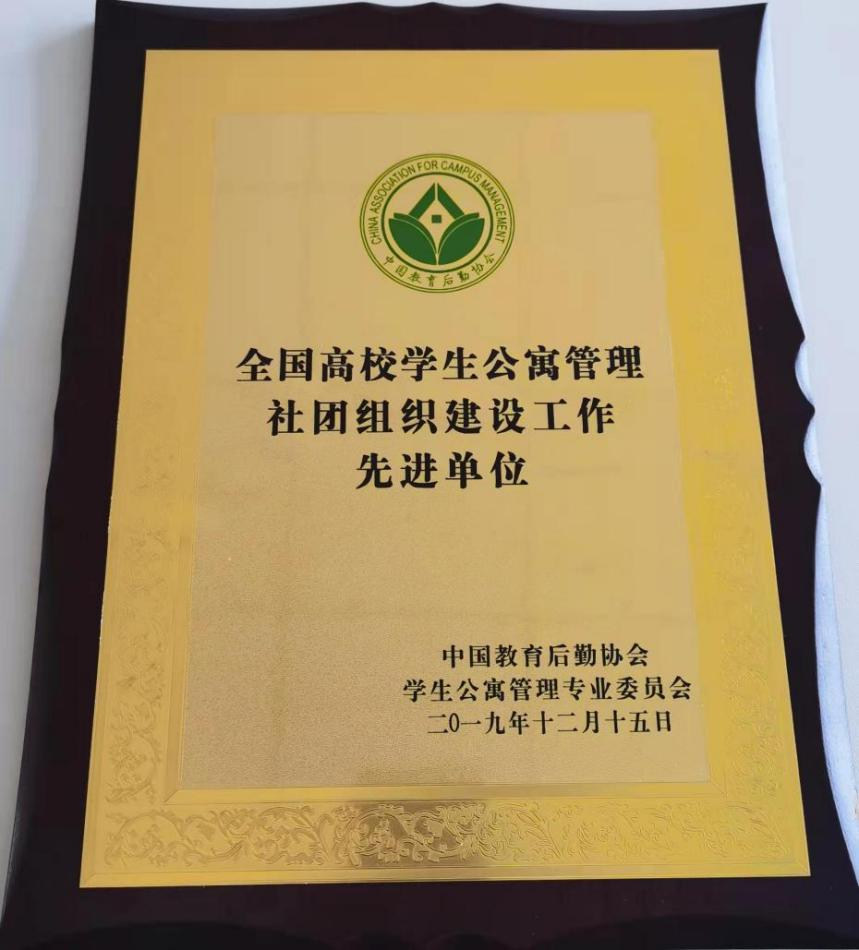 CHINA ASSOCIATION FOR CAMPUS MANAGEMENT
中国教育后勤协会
全国高校学生公寓管理
社团组织建设工作
先进单位
中国教育后勤协会
学生公寓管理专业委员会
二0一九年十二月十五日